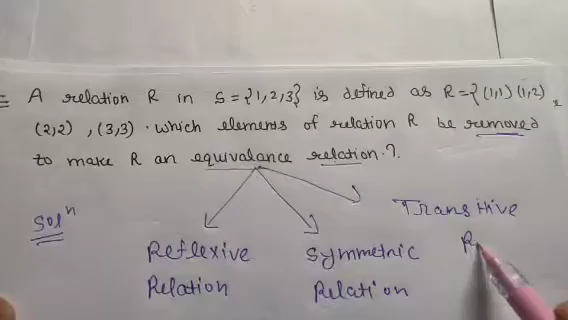 = A relation R in S = {1,2,3} is defined as R = { (1,1) (1,2) ,
(2,2) , (3,3) . which elements of relation R be removed
to make R an equivalance relation . ?.
Sol^n
Transitive
R
Reflexive Symmetric
Relation Relation